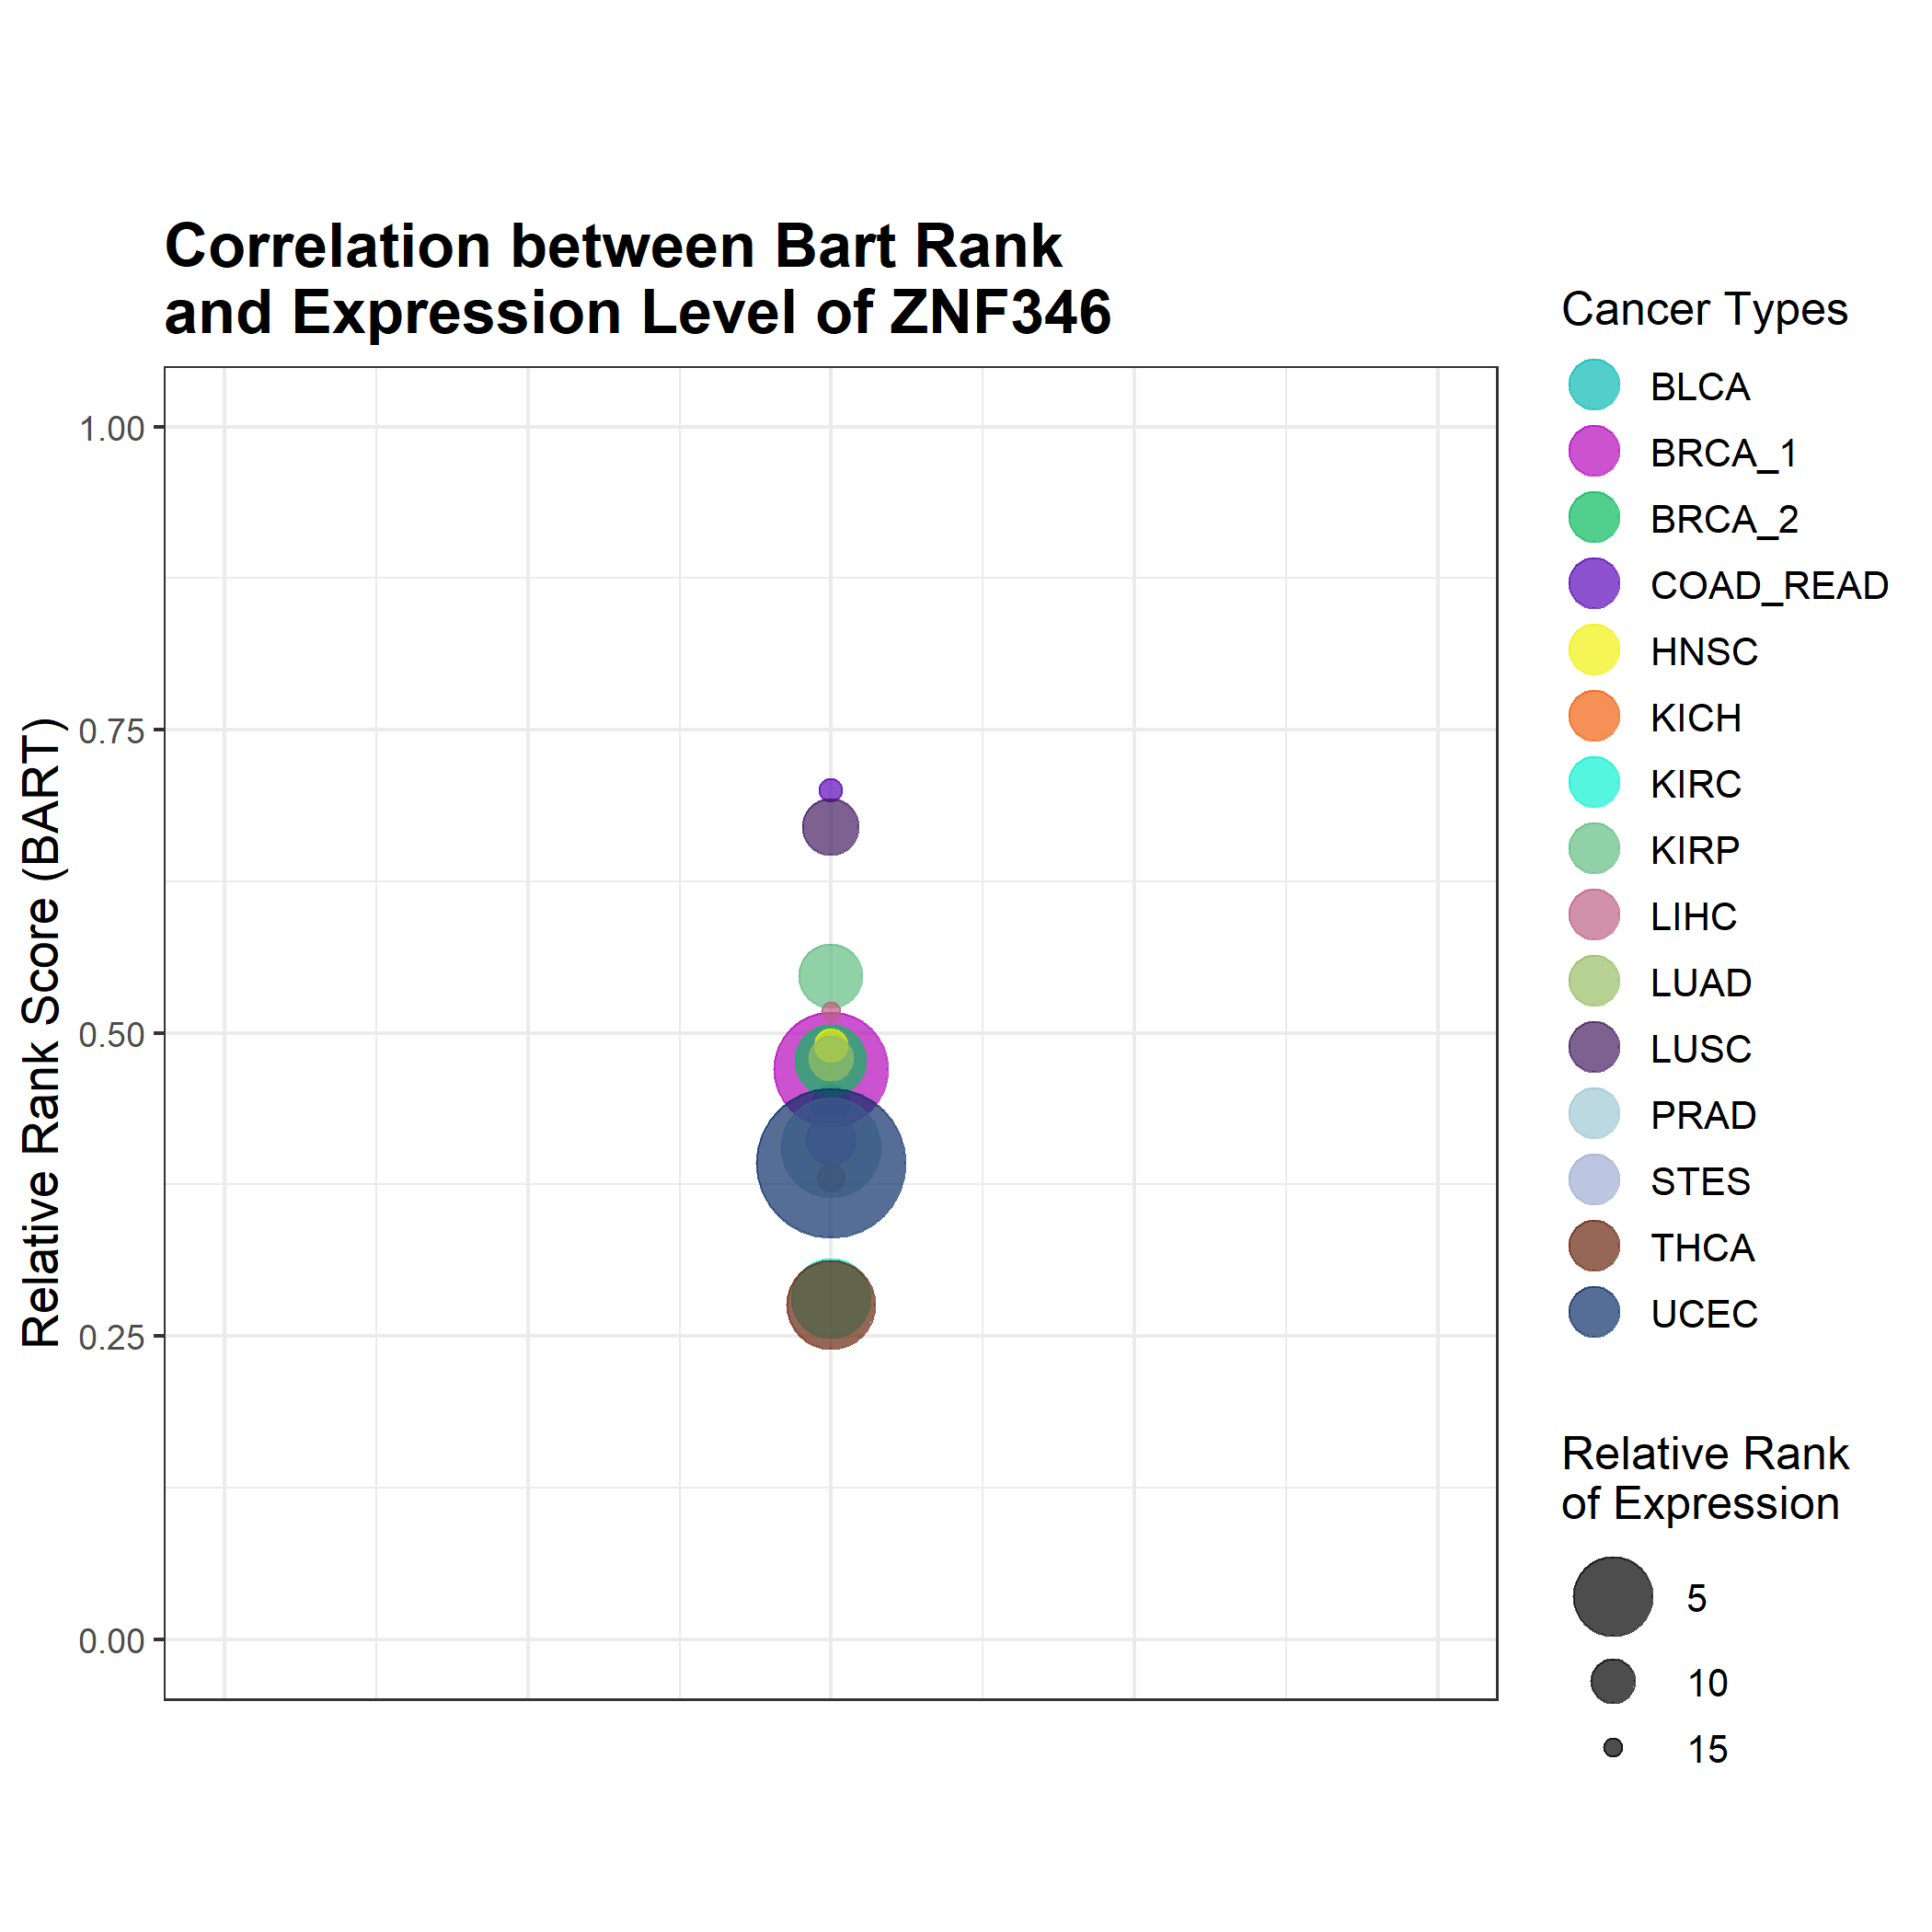 Correlation between Bart Rank
and Expression Level of ZNF346
Relative Rank Score (BART)
1.00
0.75
0.50
0.25
0.00
Cancer Types
BLCA
BRCA_1
BRCA_2
COAD_READ
HNSC
KICH
KIRC
KIRP
LIHC
LUAD
LUSC
PRAD
STES
THCA
UCEC
Relative Rank
of Expression
5
10
15